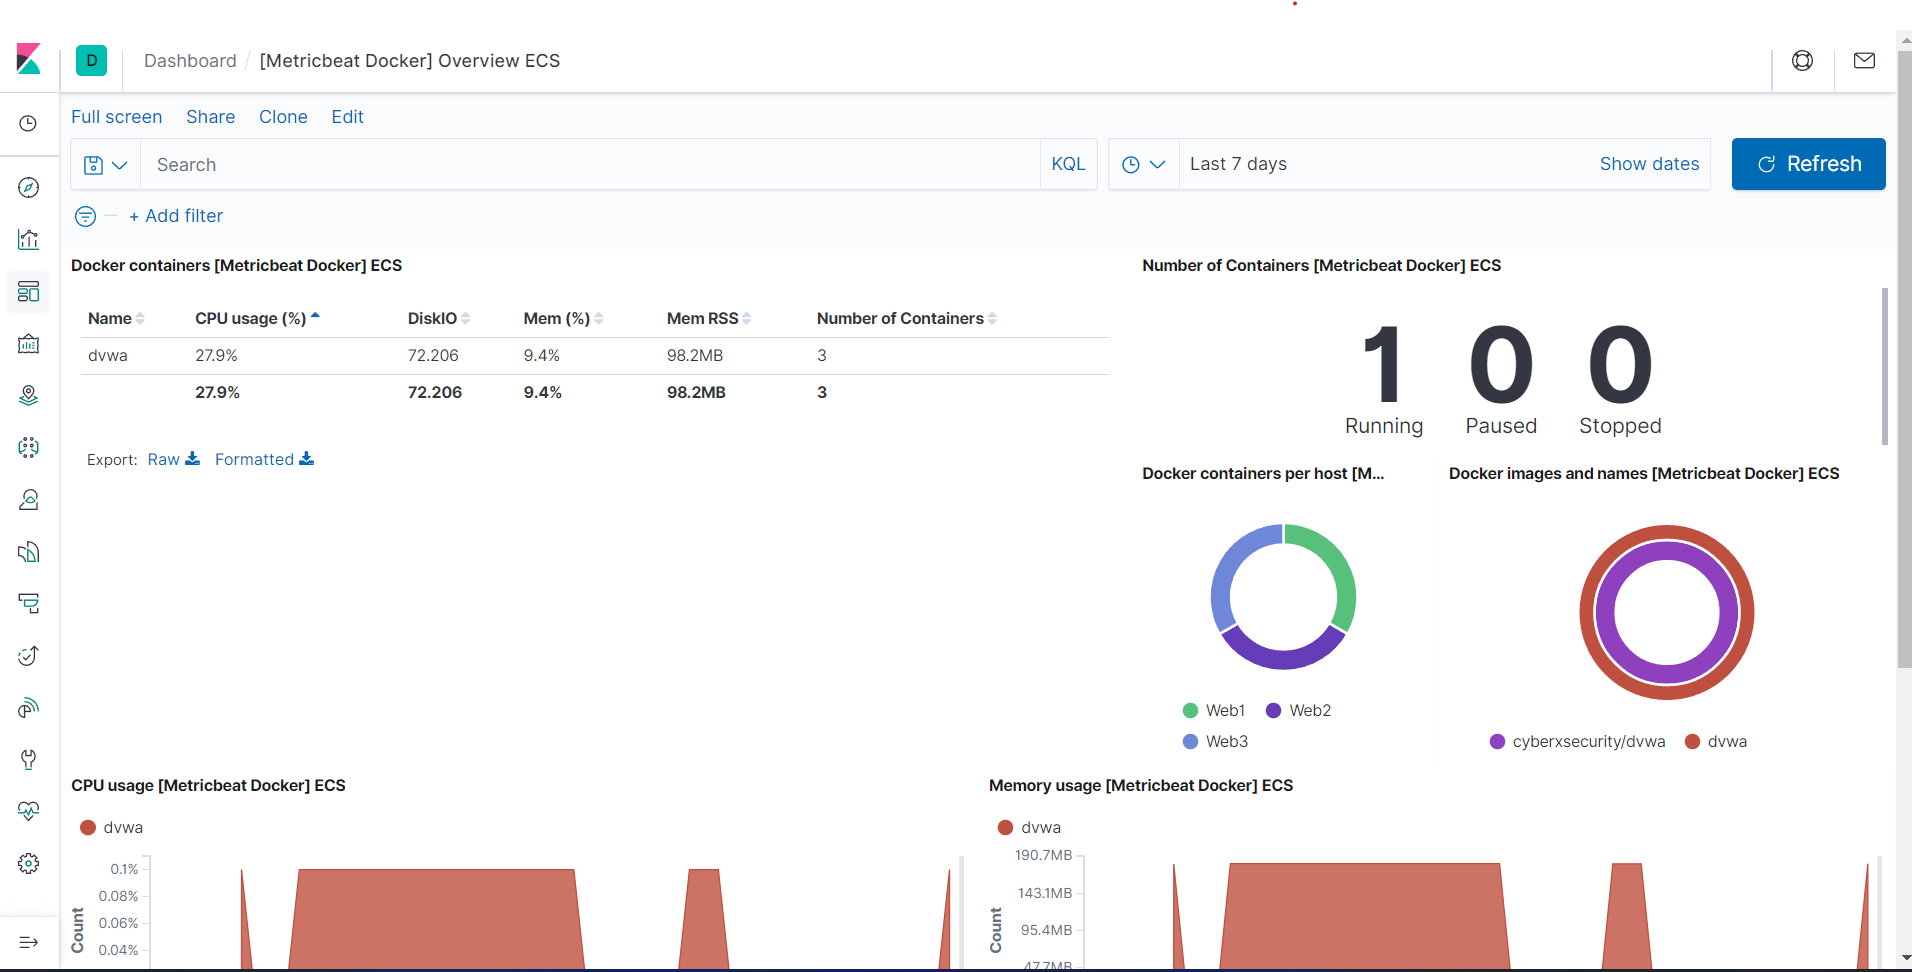 D Dashboard / [Metricbeat Docker] Overview ECS
Full screen Share Clone Edit
Search KQL Last 7 days Show dates Refresh
+ Add filter
Docker containers [Metricbeat Docker] ECS
Name CPU usage (%) DiskIO Mem (%) Mem RSS Number of Containers
dvwa 27.9% 72.206 9.4% 98.2MB 3
27.9% 72.206 9.4% 98.2MB 3
Export: Raw Formatted
Number of Containers [Metricbeat Docker] ECS
1 0 0
Running Paused Stopped
Docker containers per host [M...
Web1 Web2
Web3
Docker images and names [Metricbeat Docker] ECS
cyberxsecurity/dvwa dvwa
CPU usage [Metricbeat Docker] ECS
dvwa
0.1%
0.08%
0.06%
0.04%
Count
Memory usage [Metricbeat Docker] ECS
dvwa
190.7MB
143.1MB
95.4MB
47.7MB
Count